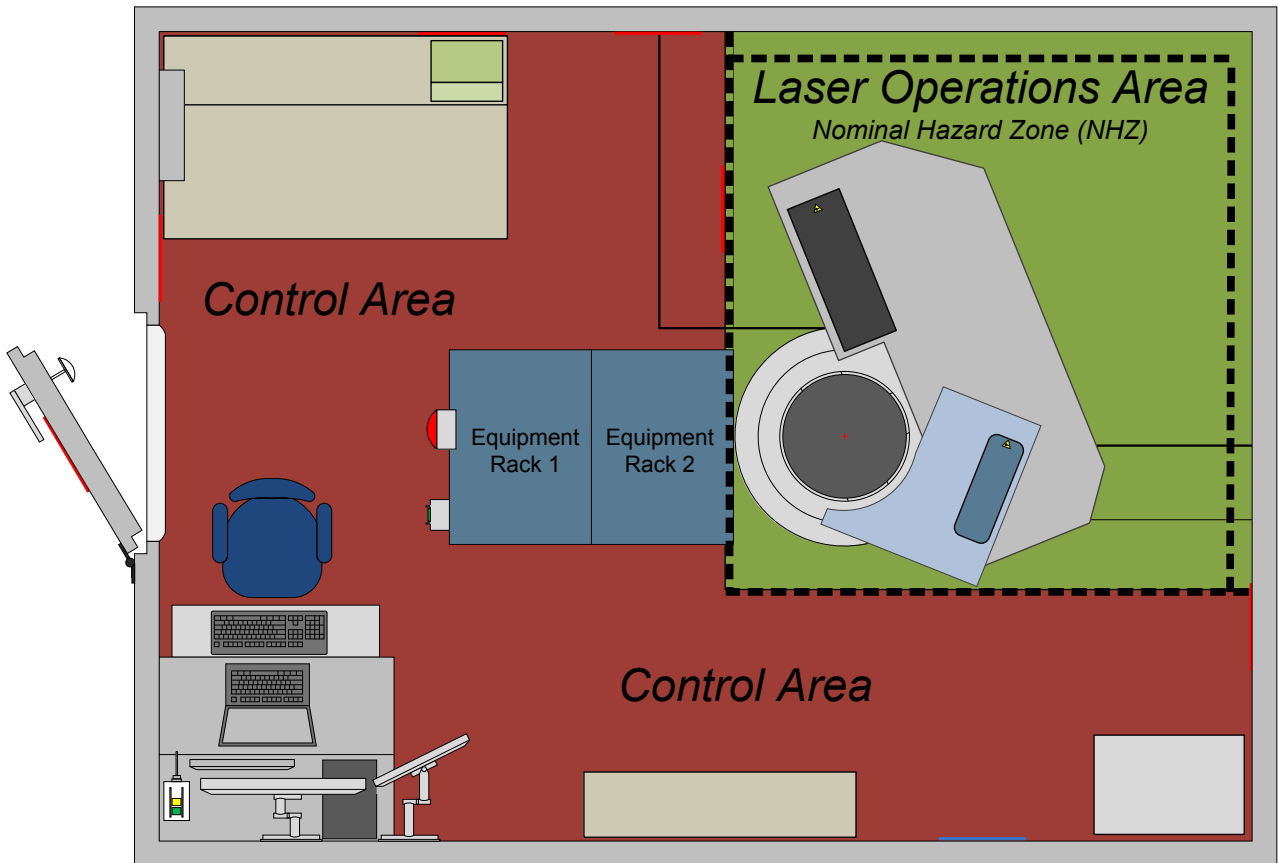 Laser Operations Area
Nominal Hazard Zone (NHZ)
Control Area
Equipment
Rack 1
Equipment
Rack 2
Control Area